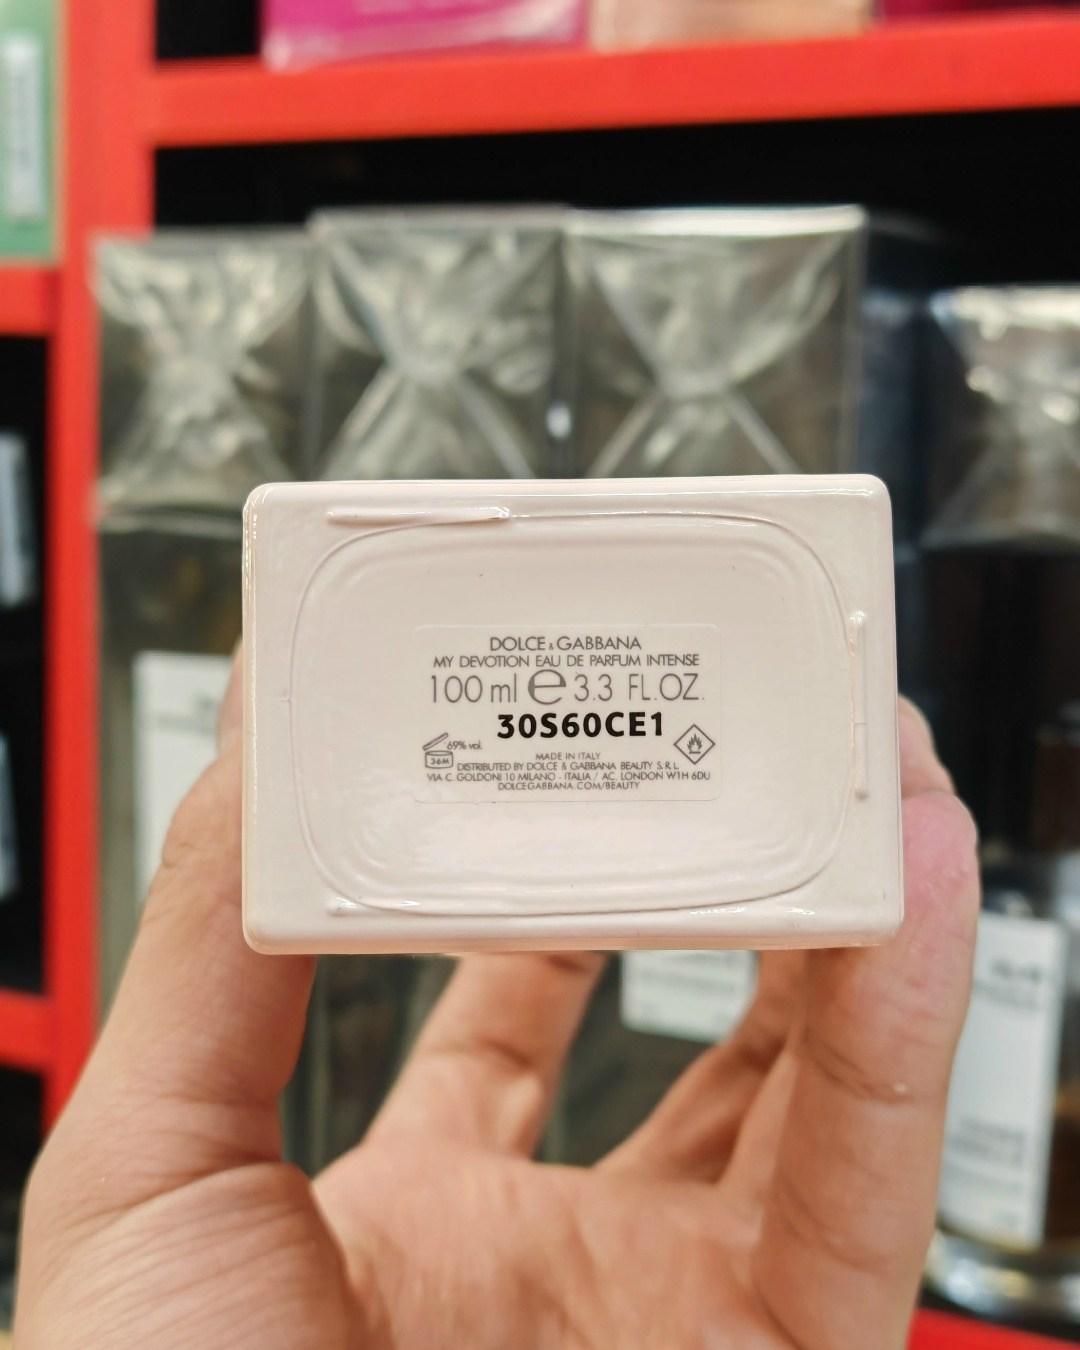 DOLCE & GABBANA
MY DEVOTION EAU DE PARFUM INTENSE
100 ml e 3.3 FL.OZ.
30S60CE1
69% vol.
36M
MADE IN ITALY
DISTRIBUTED BY DOLCE & GABBANA BEAUTY S.R.L.
VIA C. GOLDONI 10 MILANO - ITALIA / AC, LONDON W1H 6DU
DOLCEGABBANA.COM/BEAUTY